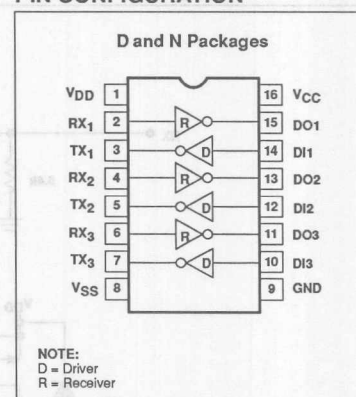 D and N Packages
VDD 1 16 VCC
RX1 2 R 15 DO1
TX1 3 D 14 DI1
RX2 4 R 13 DO2
TX2 5 D 12 DI2
RX3 6 R 11 DO3
TX3 7 D 10 DI3
VSS 8 9 GND
NOTE:
D = Driver
R = Receiver